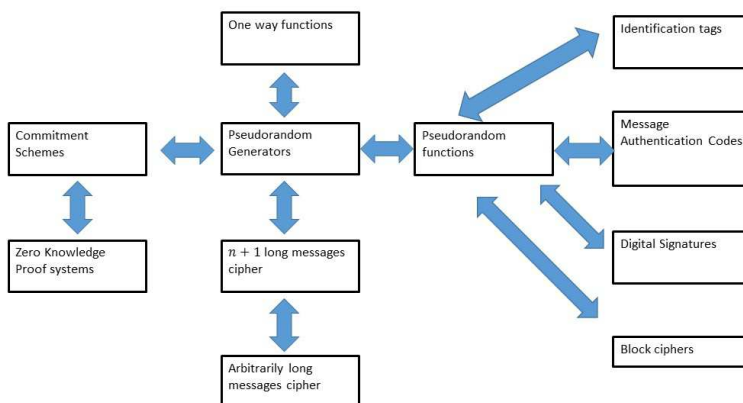 One way functions
Identification tags
Commitment
Schemes
Pseudorandom
Generators
Pseudorandom
functions
Message
Authentication Codes
Zero Knowledge
Proof systems
n + 1 long messages
cipher
Digital Signatures
Arbitrarily long
messages cipher
Block ciphers